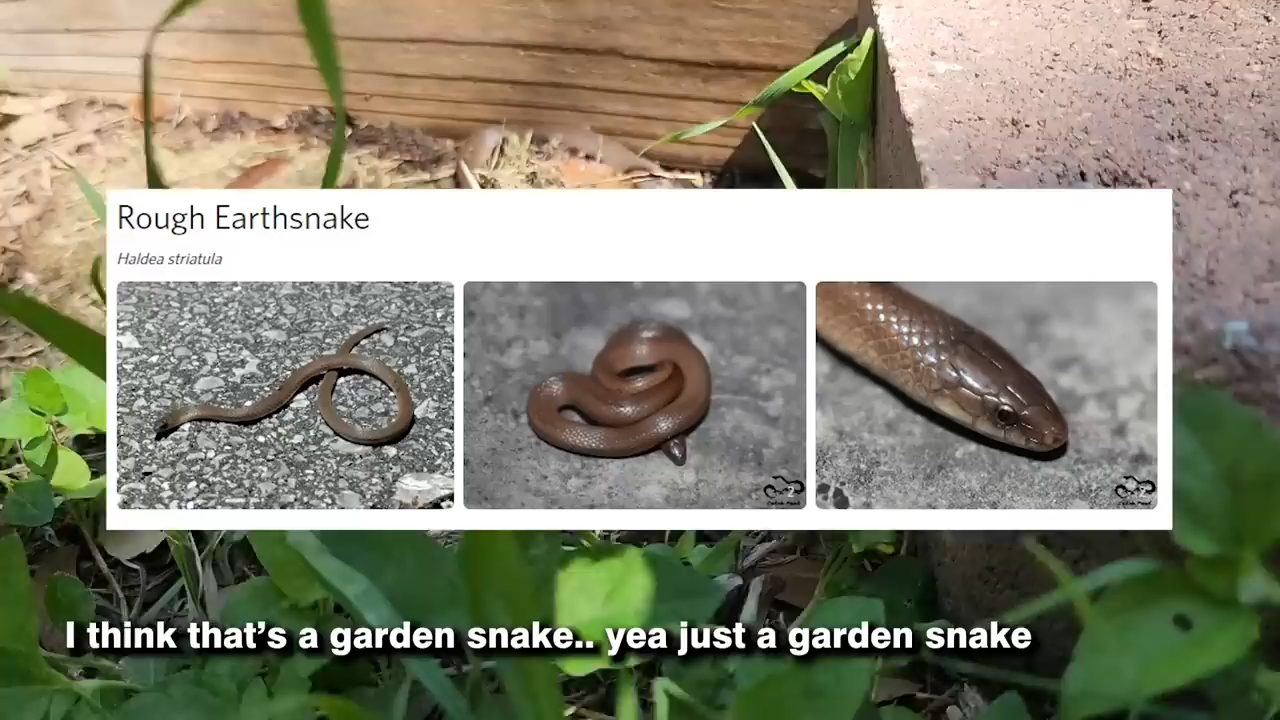 Rough Earthsnake
Haldea striatula
I think that’s a garden snake.. yea just a garden snake